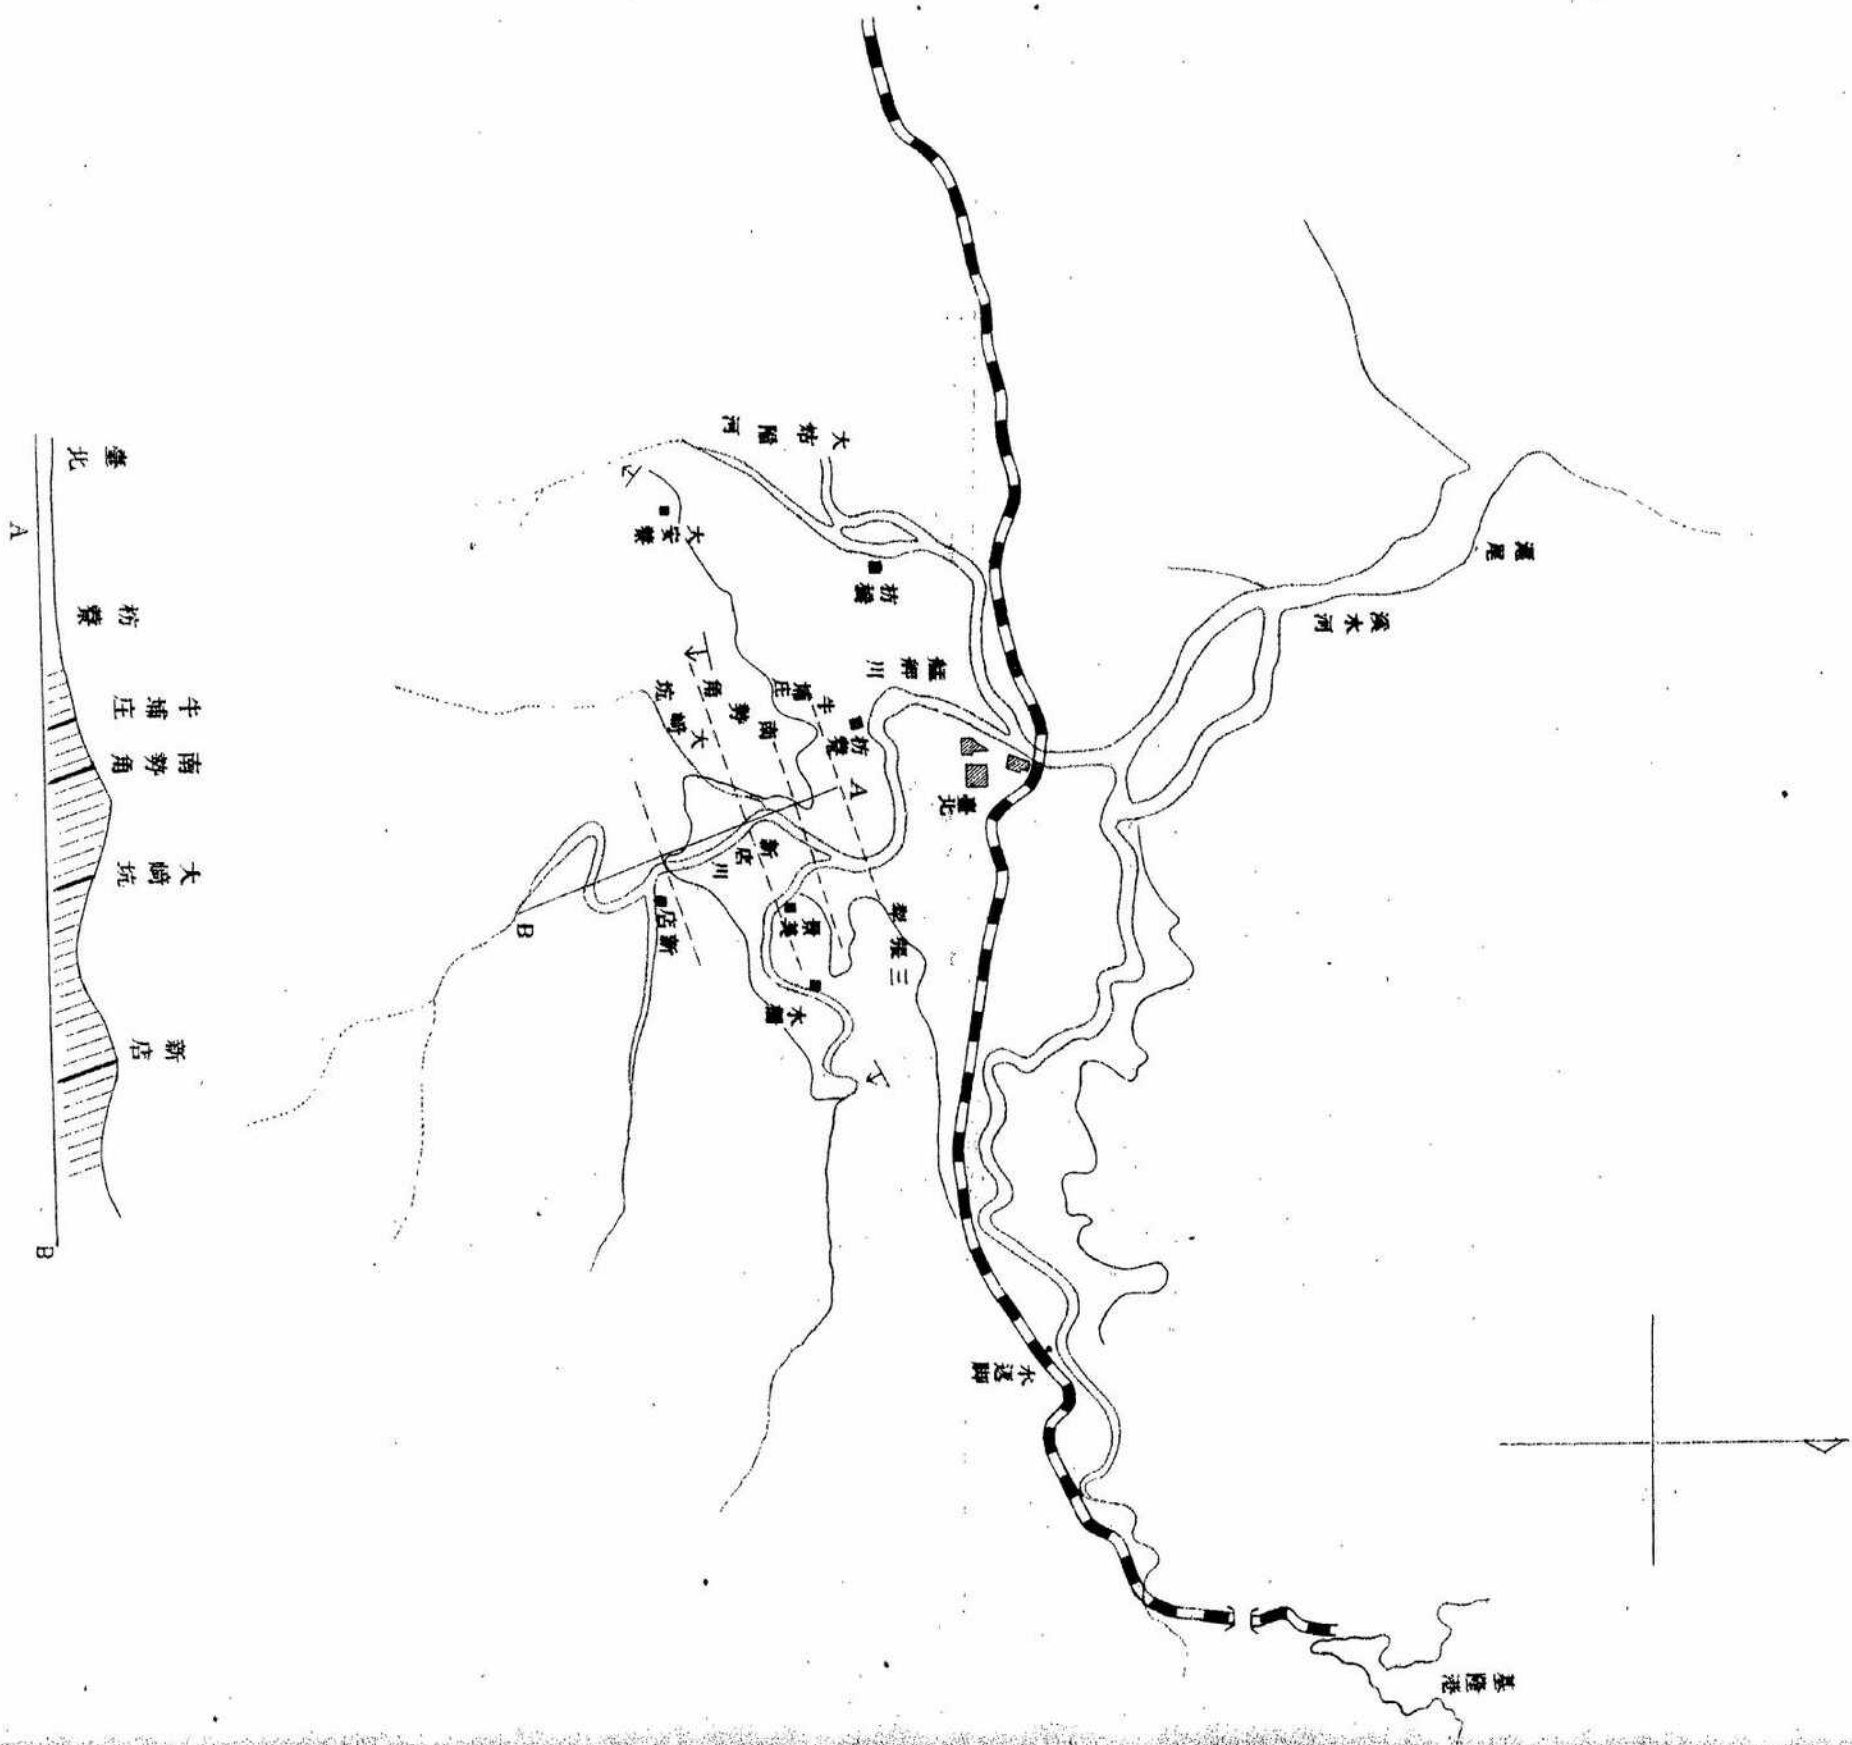 滬尾
淡水河
基隆港
水返脚
臺北
艋舺川
大姑陷河
枋橋
大安寮
枋寮
牛埔庄
南勢角
大崎坑
A
新店川
三張犁
景美
木柵
新店
B
臺北
枋寮
牛埔庄
南勢角
大崎坑
新店
A
B